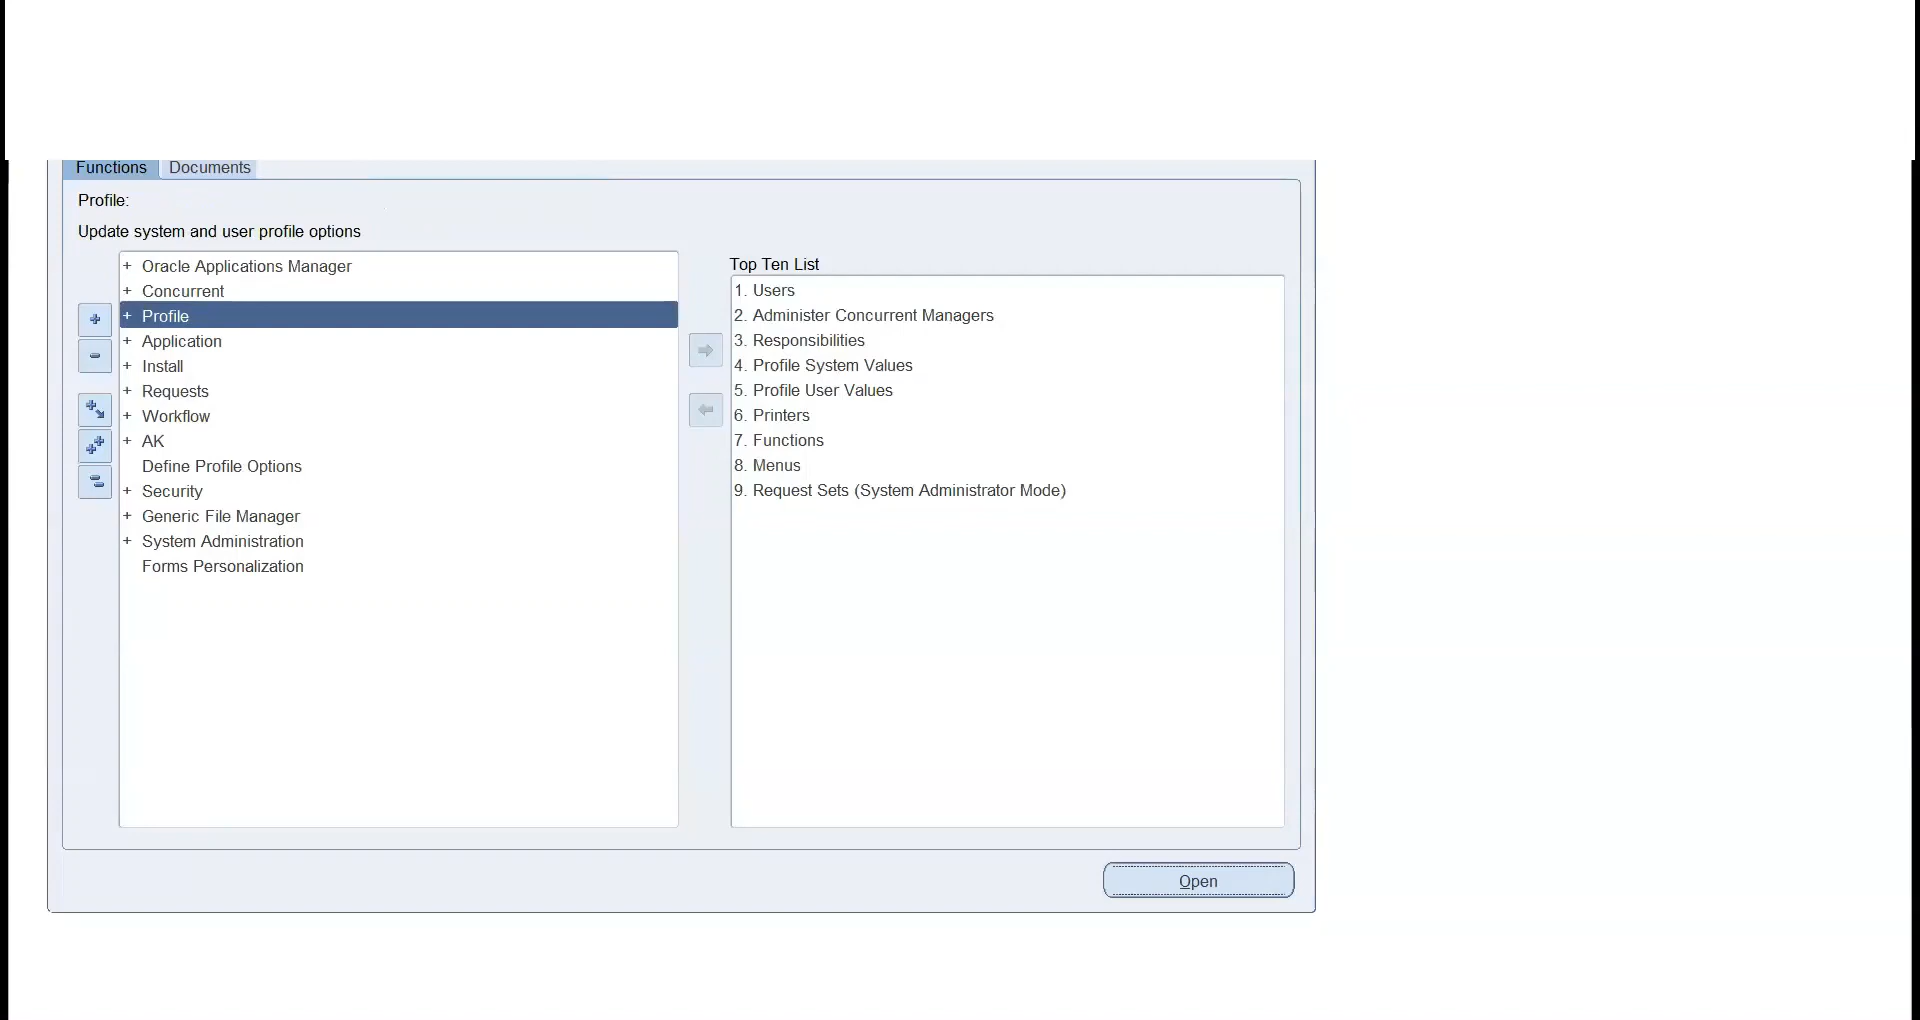 Functions Documents
Profile:
Update system and user profile options
+ Oracle Applications Manager
+ Concurrent
+ Profile
+ Application
+ Install
+ Requests
+ Workflow
+ AK
Define Profile Options
+ Security
+ Generic File Manager
+ System Administration
Forms Personalization
Top Ten List
1. Users
2. Administer Concurrent Managers
3. Responsibilities
4. Profile System Values
5. Profile User Values
6. Printers
7. Functions
8. Menus
9. Request Sets (System Administrator Mode)
Open